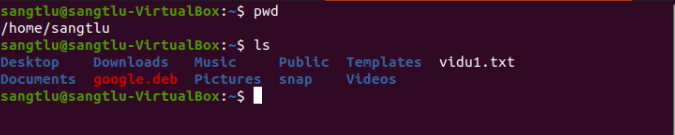 sangtlu@sangtlu-VirtualBox:~$ pwd
/home/sangtlu
sangtlu@sangtlu-VirtualBox:~$ ls
Desktop Downloads Music Public Templates vidu1.txt
Documents google.deb Pictures snap Videos
sangtlu@sangtlu-VirtualBox:~$